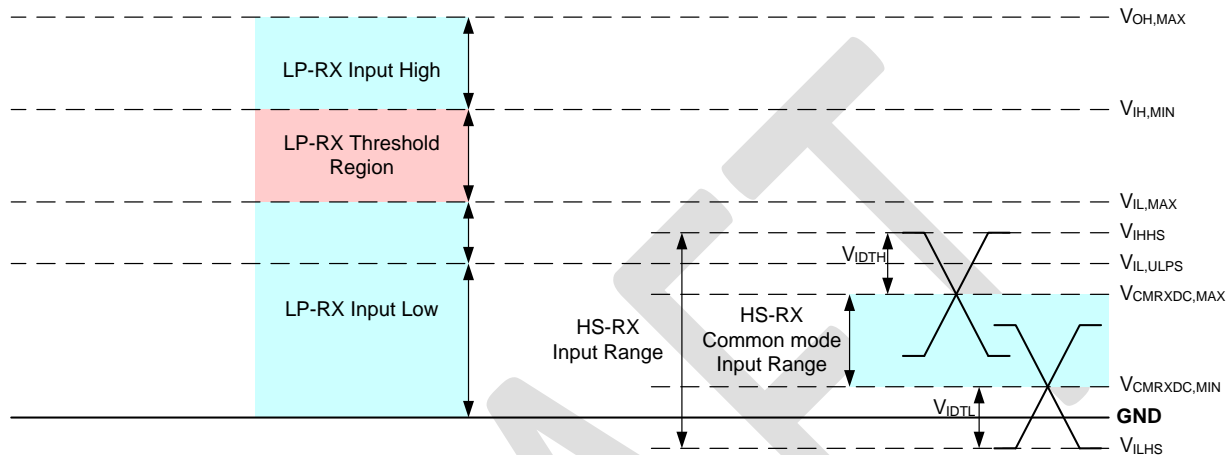 VOH,MAX
LP-RX Input High
VIH,MIN
LP-RX Threshold
Region
VIL,MAX
VIHHS
VIDTH
VIL,ULPS
VCMRXDC,MAX
LP-RX Input Low
HS-RX
Input Range
HS-RX
Common mode
Input Range
VCMRXDC,MIN
VIDTL
GND
VILHS